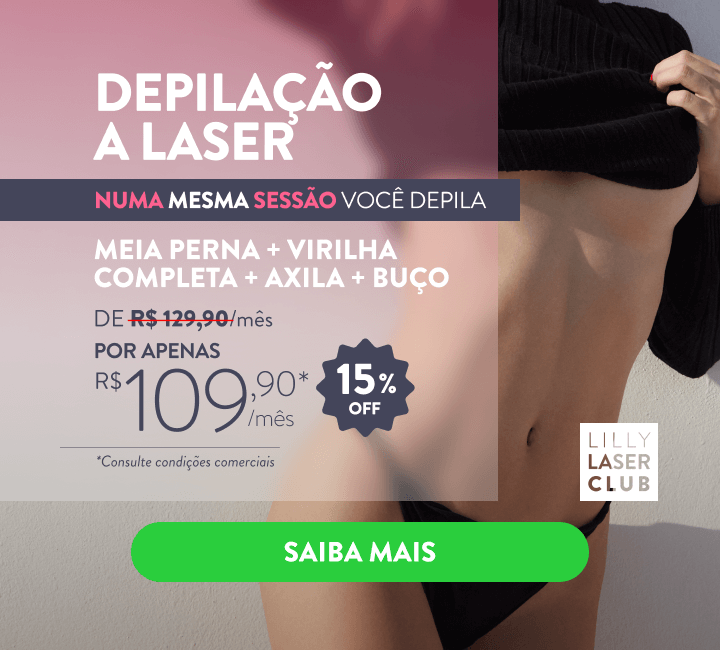 DEPILAÇÃO
A LASER
NUMA MESMA SESSÃO VOCÊ DEPILA
MEIA PERNA + VIRILHA
COMPLETA + AXILA + BUÇO
DE R$ 129,90/mês
POR APENAS
R$109,90*/mês
15% OFF
*Consulte condições comerciais
LILLY
LASER
CLUB
SAIBA MAIS